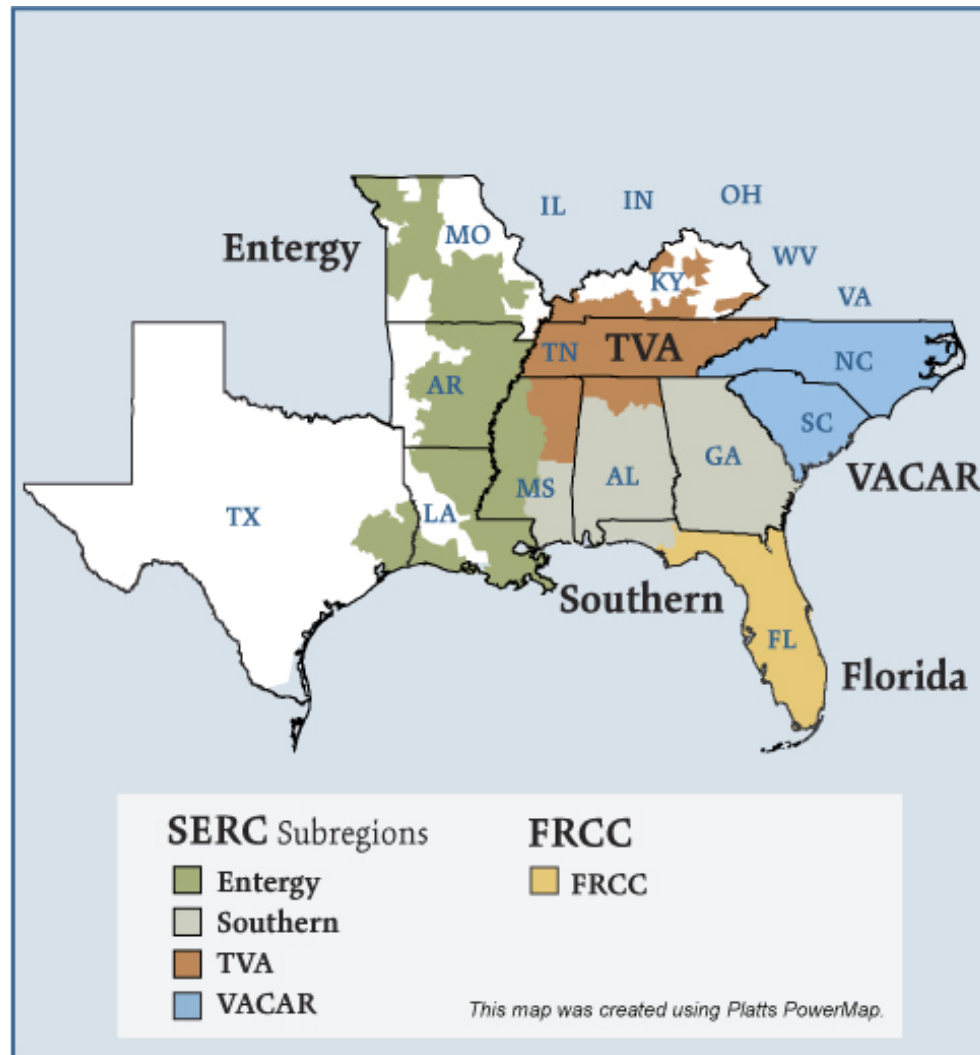 IL
IN
OH
MO
Entergy
WV
KY
VA
TN
TVA
NC
AR
SC
GA
AL
MS
VACAR
TX
LA
Southern
FL
Florida
SERC Subregions
Entergy
Southern
TVA
VACAR
FRCC
FRCC
This map was created using Platts PowerMap.